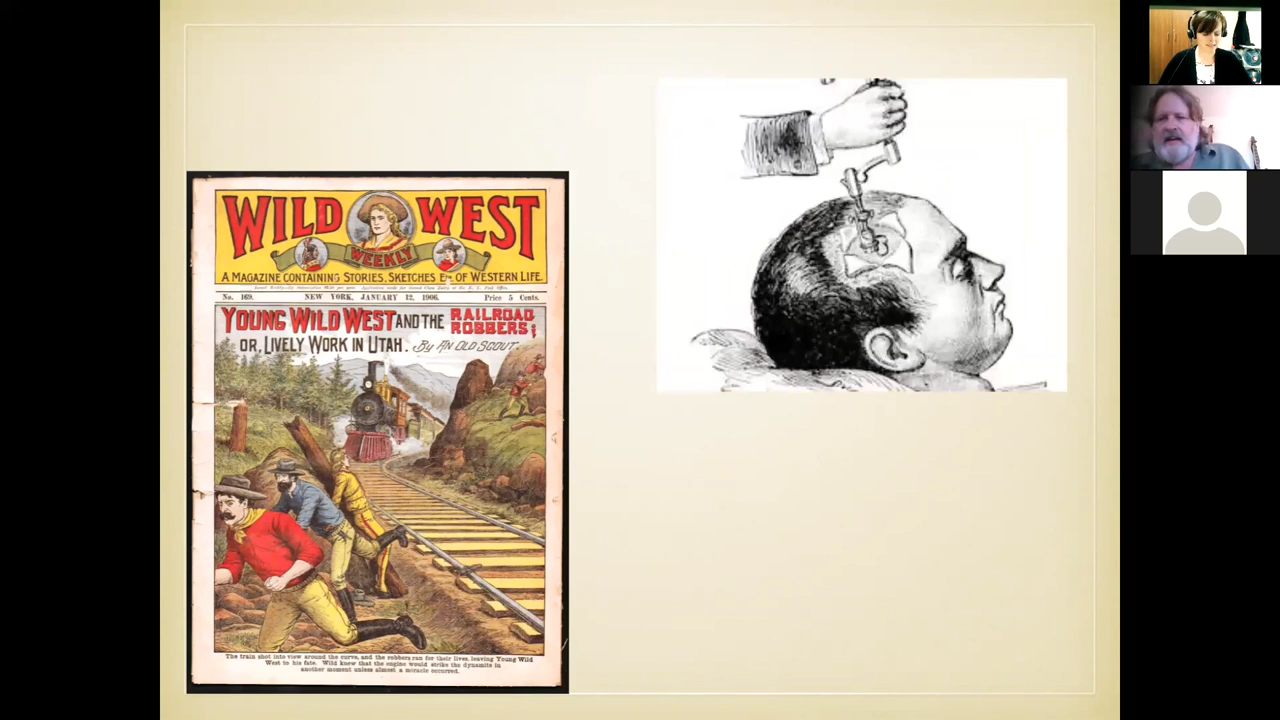 WILD WEST
WEEKLY
A MAGAZINE CONTAINING STORIES, SKETCHES Etc. OF WESTERN LIFE.
No. 169. NEW YORK, JANUARY 12, 1906. Price 5 Cents.
YOUNG WILD WEST AND THE RAILROAD ROBBERS;
OR, LIVELY WORK IN UTAH. By AN OLD SCOUT.
The train shot into view around the curve, and the robbers ran for their lives, leaving Young Wild
West to his fate. Wild knew that the engine would strike the dynamite in
another moment unless almost a miracle occurred.